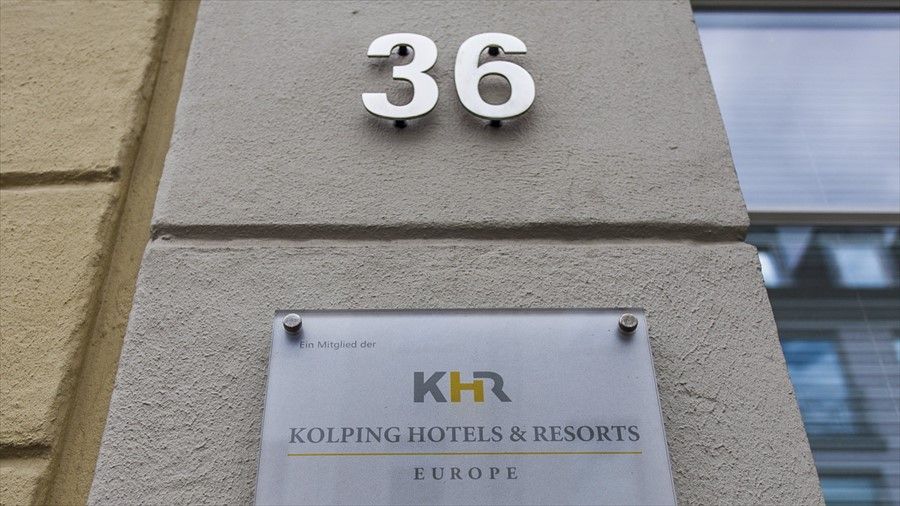 36
Ein Mitglied der
KHR
KOLPING HOTELS & RESORTS
EUROPE